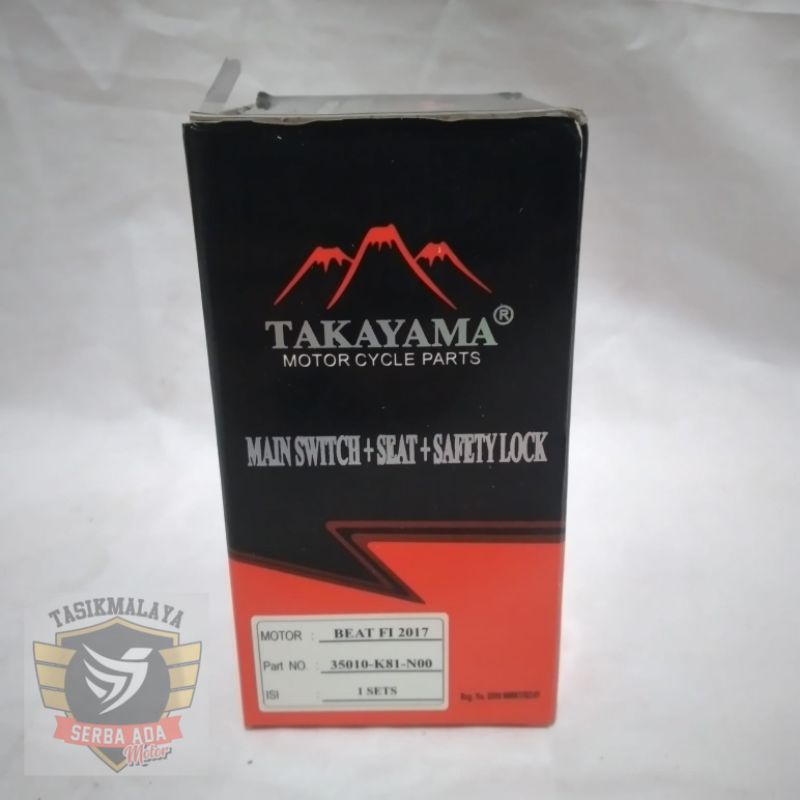 TAKAYAMA®
MOTOR CYCLE PARTS
MAIN SWITCH + SEAT + SAFETY LOCK
MOTOR : BEAT FI 2017
Part NO. : 35010-K81-N00
ISI : 1 SETS
TASIKMALAYA
SERBA ADA
Motor